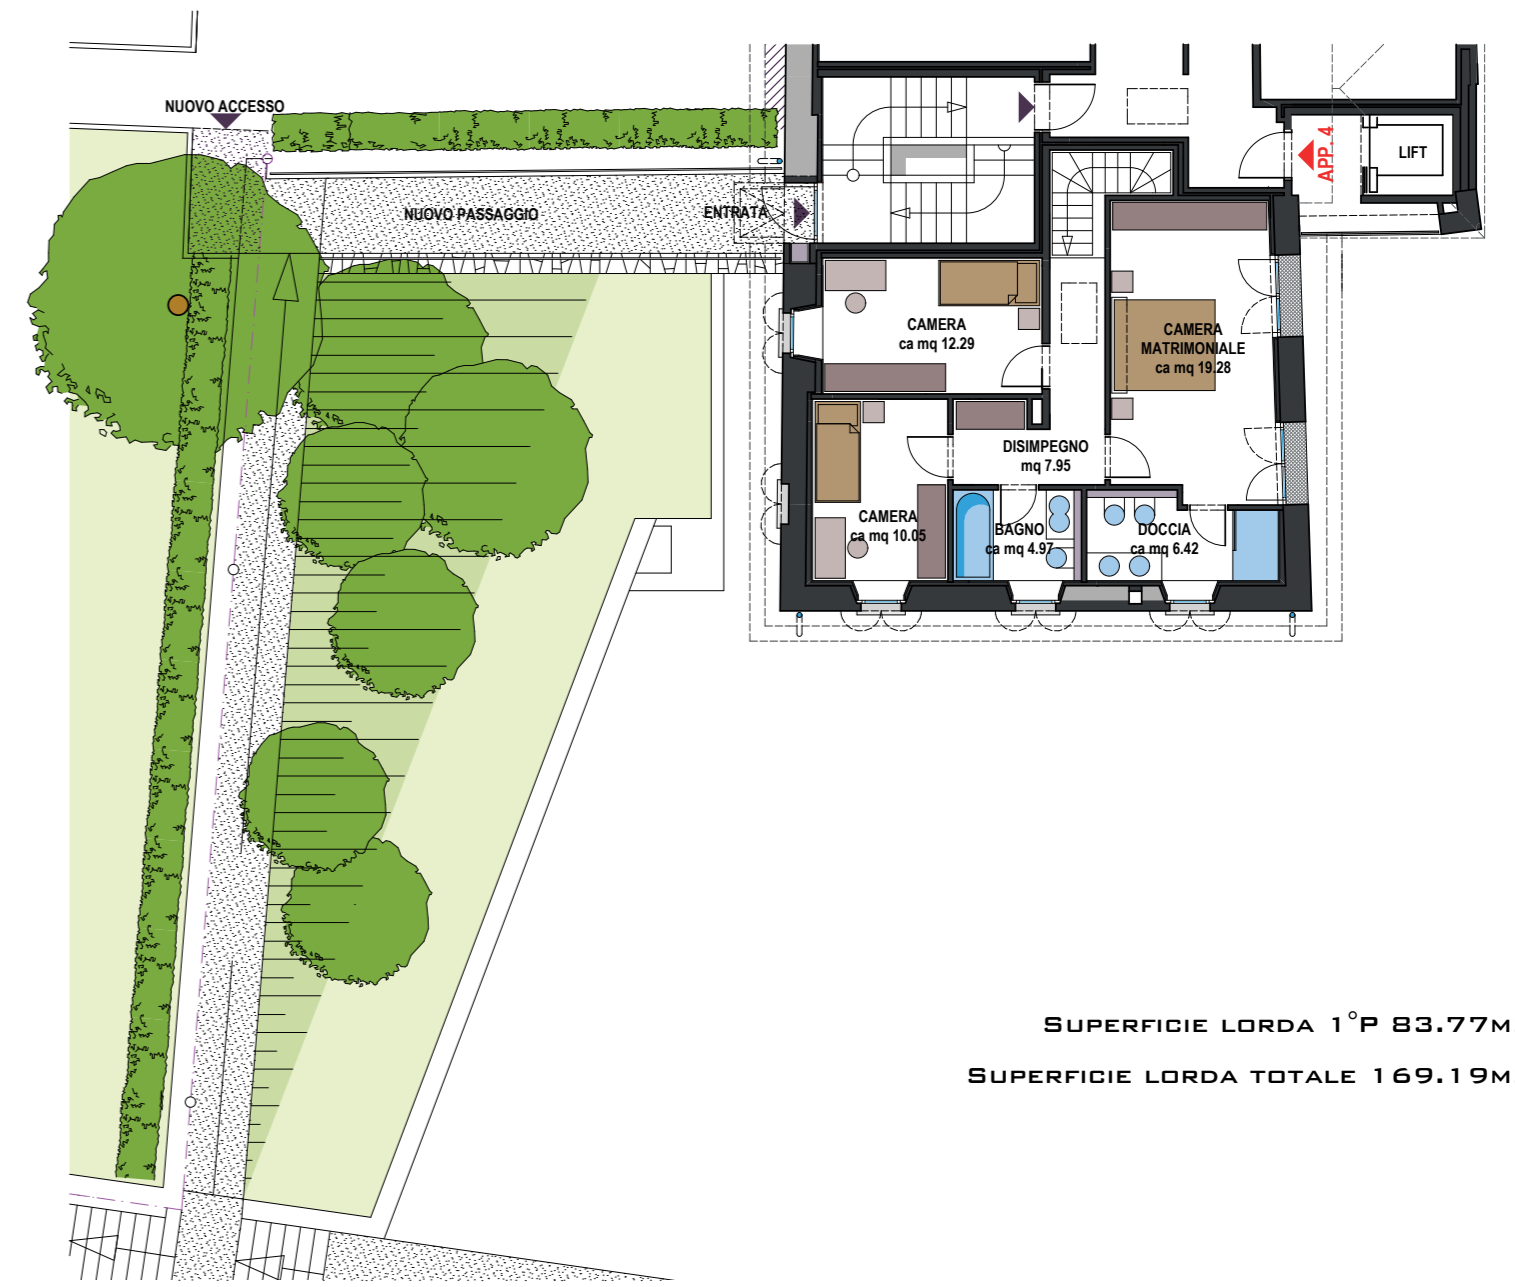 NUOVO ACCESSO
LIFT
APP. 4
NUOVO PASSAGGIO
ENTRATA
CAMERA
ca mq 12.29
CAMERA
MATRIMONIALE
ca mq 19.28
DISIMPEGNO
mq 7.95
CAMERA
ca mq 10.05
BAGNO
ca mq 4.97
DOCCIA
ca mq 6.42
SUPERFICIE LORDA 1°P 83.77M
SUPERFICIE LORDA TOTALE 169.19M